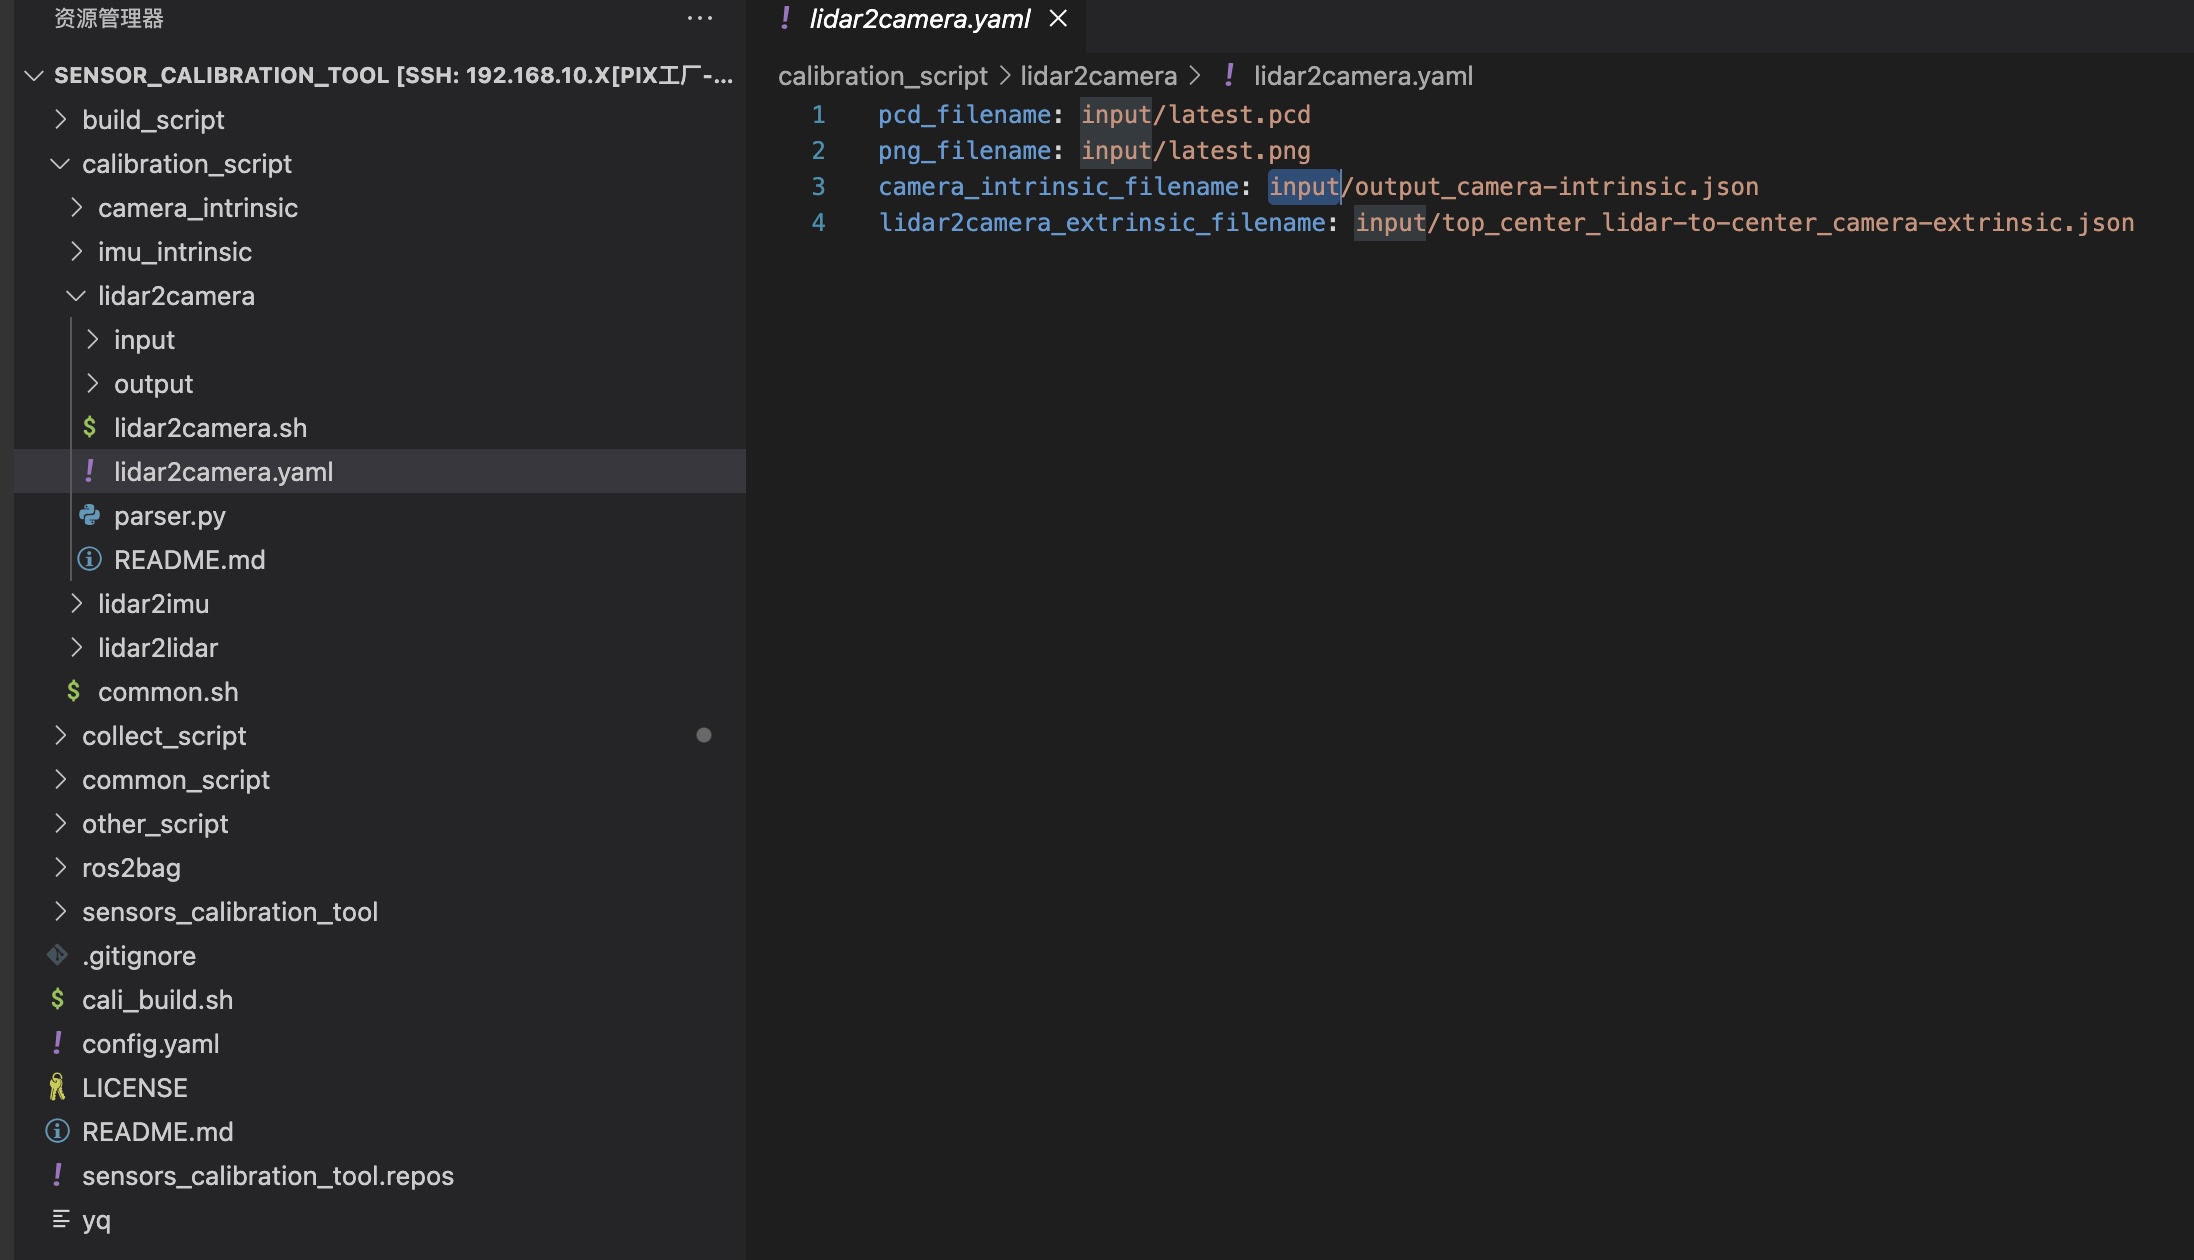 资源管理器
···
SENSOR_CALIBRATION_TOOL [SSH: 192.168.10.X[PIX工厂-...
build_script
calibration_script
camera_intrinsic
imu_intrinsic
lidar2camera
input
output
$ lidar2camera.sh
! lidar2camera.yaml
parser.py
README.md
lidar2imu
lidar2lidar
$ common.sh
collect_script
common_script
other_script
ros2bag
sensors_calibration_tool
.gitignore
$ cali_build.sh
! config.yaml
LICENSE
README.md
! sensors_calibration_tool.repos
yq
! lidar2camera.yaml
calibration_script > lidar2camera > ! lidar2camera.yaml
1 pcd_filename: input/latest.pcd
2 png_filename: input/latest.png
3 camera_intrinsic_filename: input/output_camera-intrinsic.json
4 lidar2camera_extrinsic_filename: input/top_center_lidar-to-center_camera-extrinsic.json